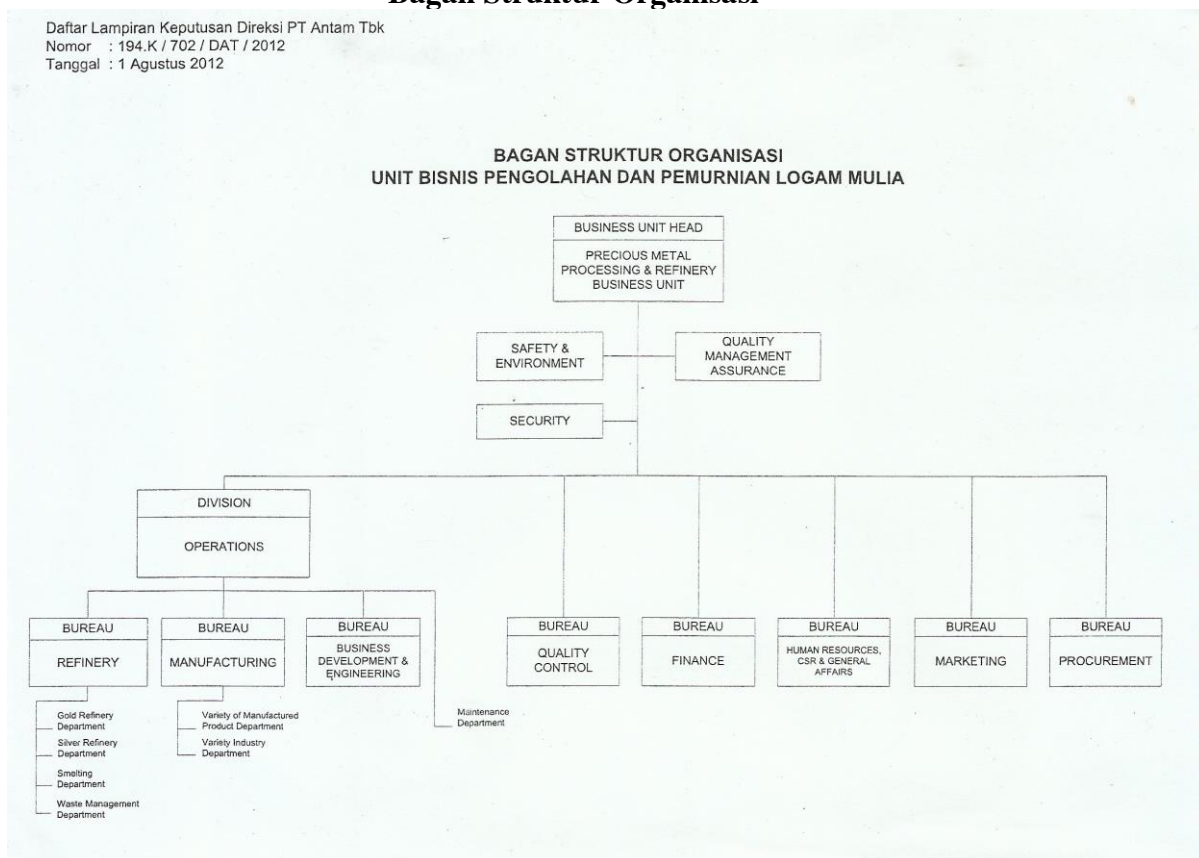 Bagan Struktur Organisasi
Daftar Lampiran Keputusan Direksi PT Antam Tbk
Nomor : 194.K / 702 / DAT / 2012
Tanggal : 1 Agustus 2012
BAGAN STRUKTUR ORGANISASI
UNIT BISNIS PENGOLAHAN DAN PEMURNIAN LOGAM MULIA
BUSINESS UNIT HEAD
PRECIOUS METAL
PROCESSING & REFINERY
BUSINESS UNIT
SAFETY &
ENVIRONMENT
QUALITY
MANAGEMENT
ASSURANCE
SECURITY
DIVISION
OPERATIONS
BUREAU
REFINERY
BUREAU
MANUFACTURING
BUREAU
BUSINESS
DEVELOPMENT &
ENGINEERING
BUREAU
QUALITY
CONTROL
BUREAU
FINANCE
BUREAU
HUMAN RESOURCES,
CSR & GENERAL
AFFAIRS
BUREAU
MARKETING
BUREAU
PROCUREMENT
Gold Refinery
Department
Silver Refinery
Department
Smelting
Department
Waste Management
Department
Variety of Manufactured
Product Department
Variety Industry
Department
Maintenance
Department